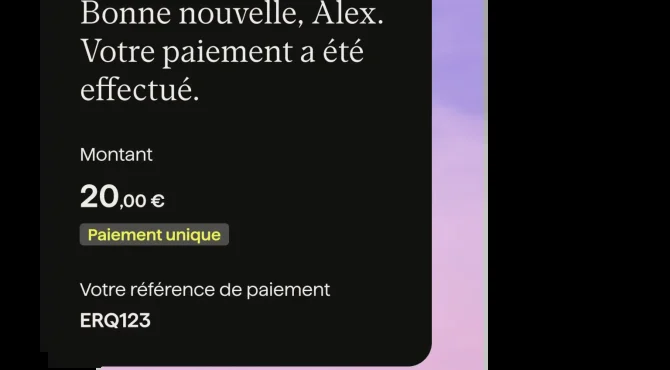 Bonne nouvelle, Alex.
Votre paiement a été
effectué.
Montant
20,00 €
Paiement unique
Votre référence de paiement
ERQ123